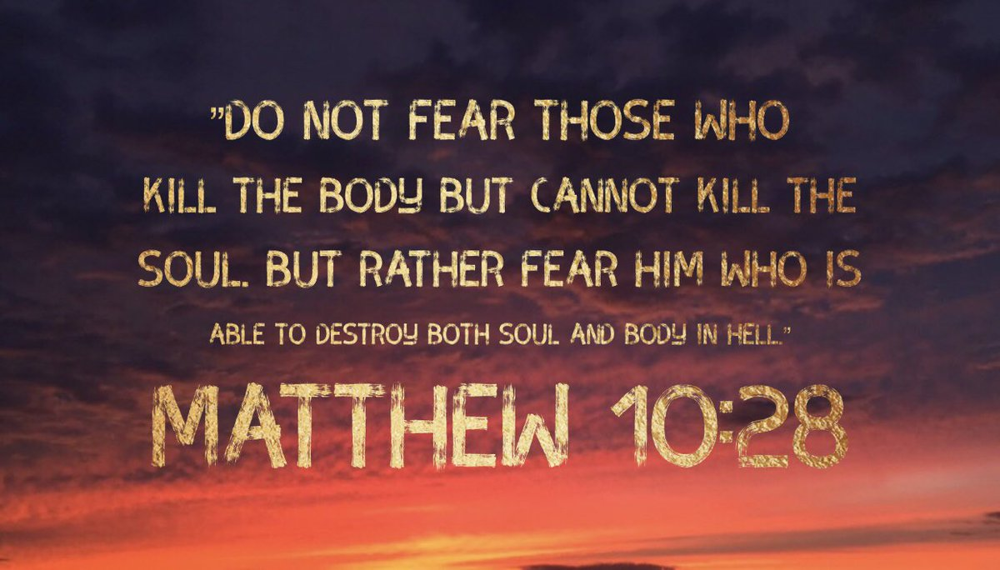 "DO NOT FEAR THOSE WHO
KILL THE BODY BUT CANNOT KILL THE
SOUL. BUT RATHER FEAR HIM WHO IS
ABLE TO DESTROY BOTH SOUL AND BODY IN HELL."
MATTHEW 10:28